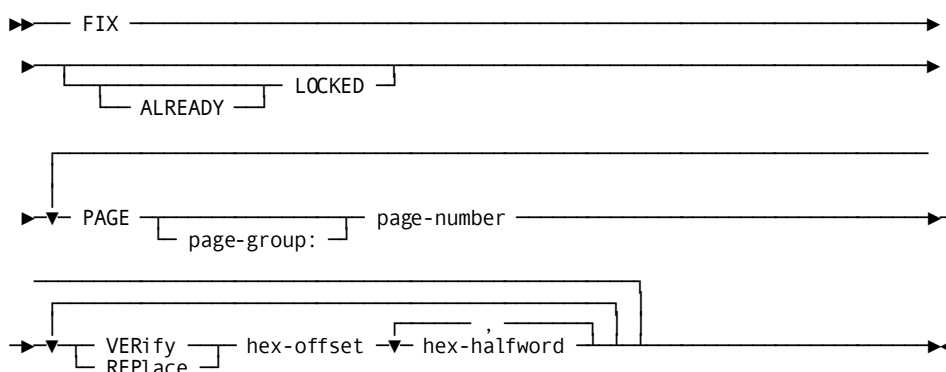 FIX
LOCKED
ALREADY
PAGE page-number
page-group:
,
VERify hex-offset hex-halfword
REPlace